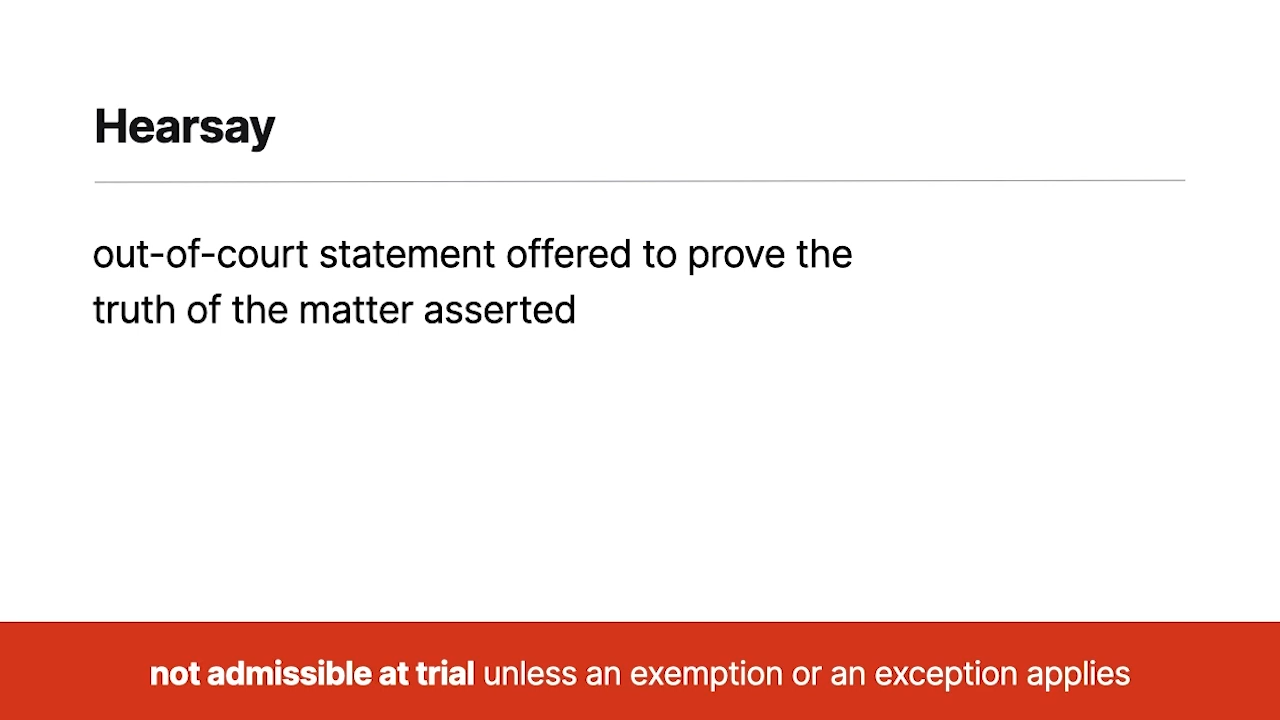 Hearsay
out-of-court statement offered to prove the
truth of the matter asserted
not admissible at trial unless an exemption or an exception applies